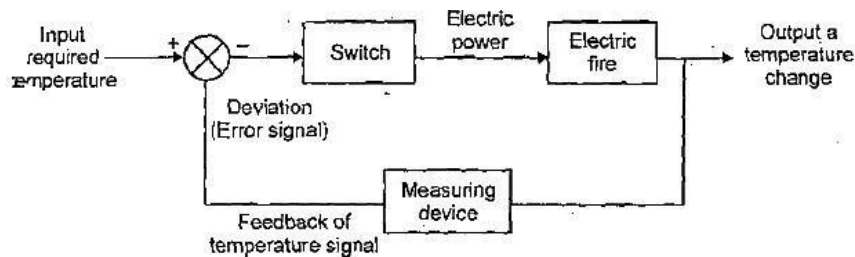 Input
required
temperature
+
−
Switch
Electric
power
Electric
fire
Output a
temperature
change
Deviation
(Error signal)
Measuring
device
Feedback of
temperature signal